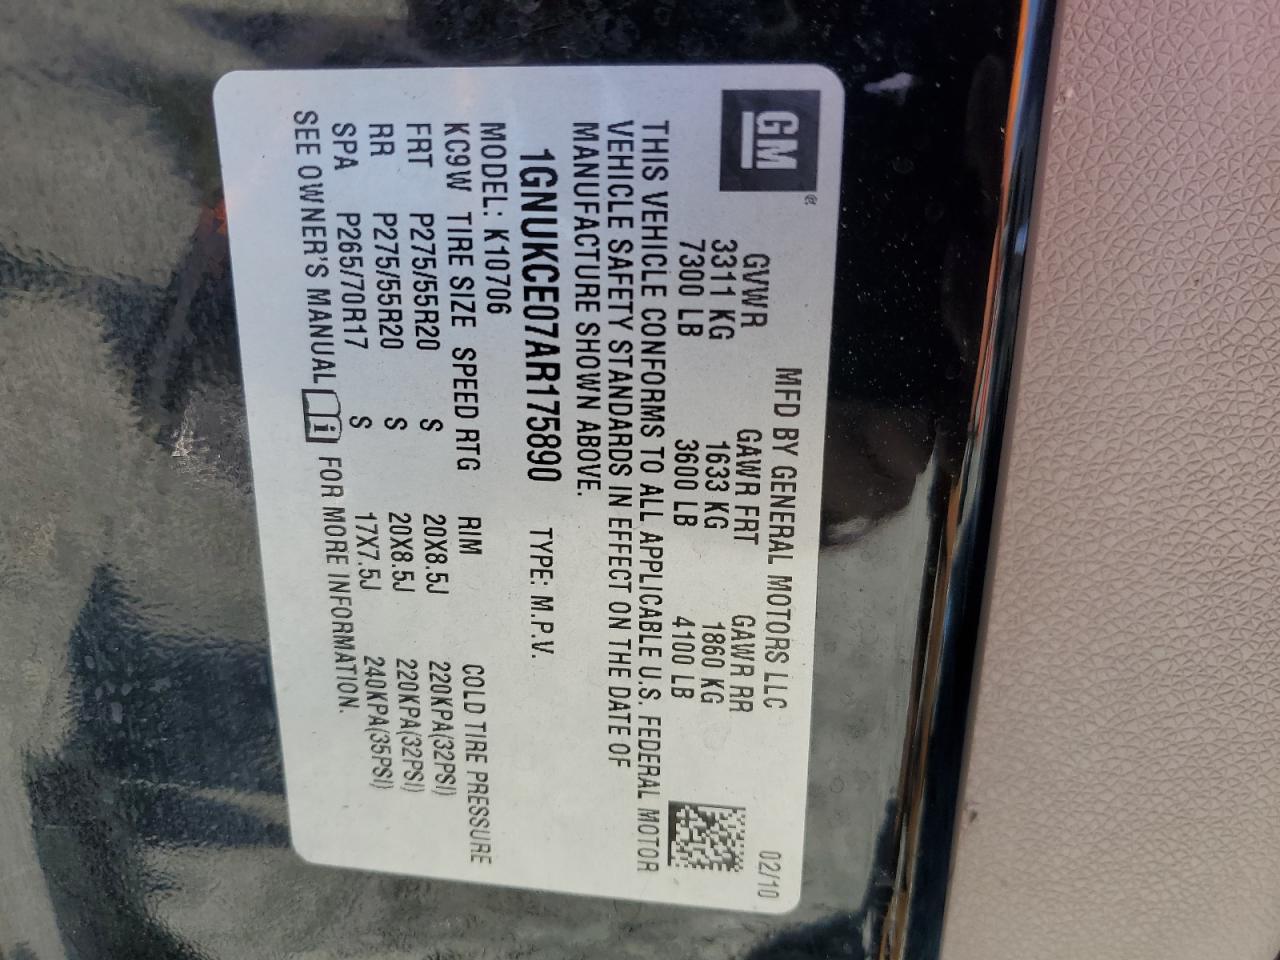 GM®
MFD BY GENERAL MOTORS LLC 02/10
GVWR GAWR FRT GAWR RR
3311 KG 1633 KG 1860 KG
7300 LB 3600 LB 4100 LB
THIS VEHICLE CONFORMS TO ALL APPLICABLE U.S. FEDERAL MOTOR
VEHICLE SAFETY STANDARDS IN EFFECT ON THE DATE OF
MANUFACTURE SHOWN ABOVE.
1GNUKCE07AR175890 TYPE: M.P.V.
MODEL: K10706
KC9W TIRE SIZE SPEED RTG RIM COLD TIRE PRESSURE
FRT P275/55R20 S 20X8.5J 220KPA(32PSI)
RR P275/55R20 S 20X8.5J 220KPA(32PSI)
SPA P265/70R17 S 17X7.5J 240KPA(35PSI)
SEE OWNER'S MANUAL i FOR MORE INFORMATION.